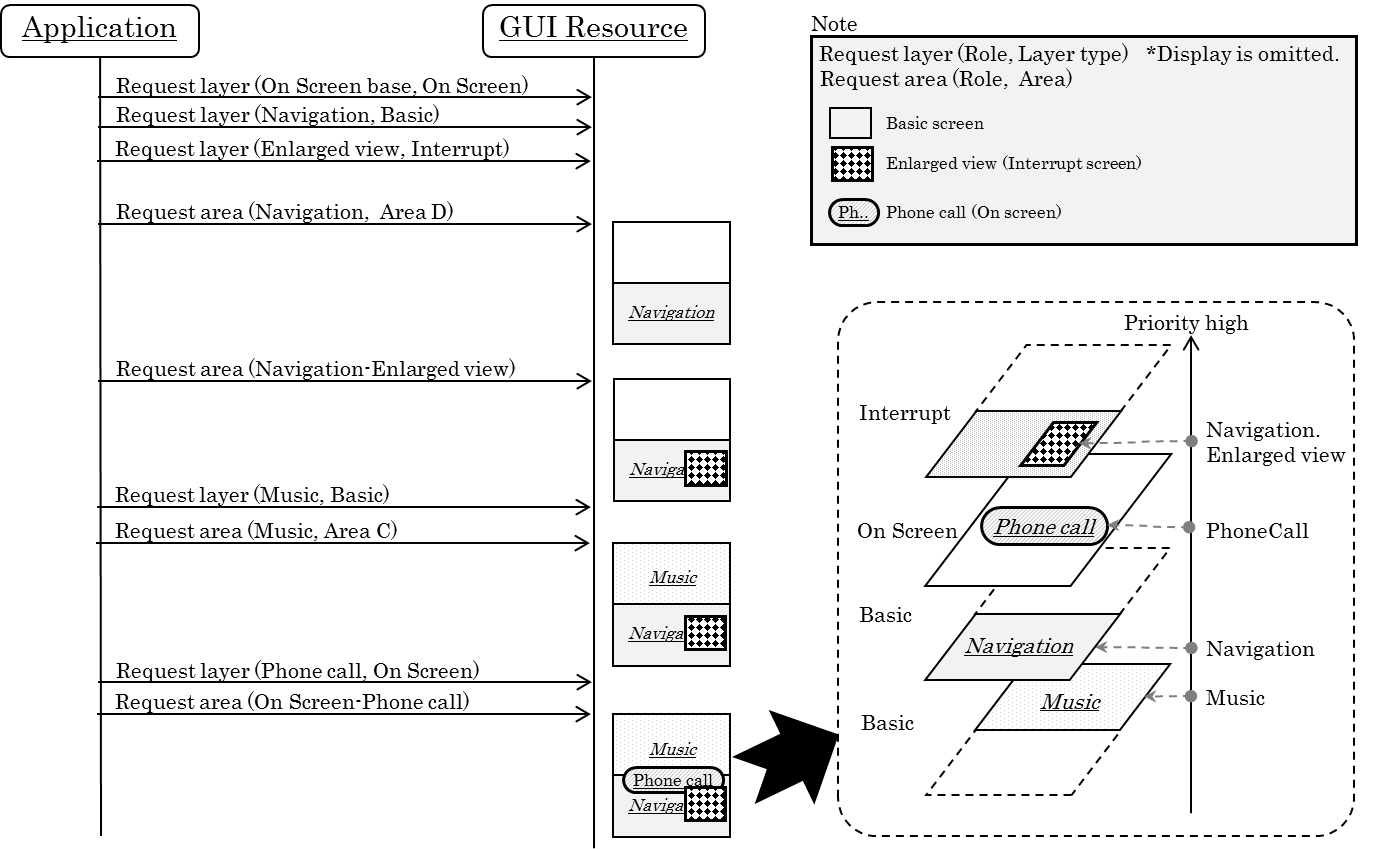 Application
GUI Resource
Request layer (On Screen base, On Screen)
Request layer (Navigation, Basic)
Request layer (Enlarged view, Interrupt)
Request area (Navigation,  Area D)
Navigation
Request area (Navigation-Enlarged view)
Naviga
Request layer (Music, Basic)
Request area (Music, Area C)
Music
Naviga
Request layer (Phone call, On Screen)
Request area (On Screen-Phone call)
Music
Phone call
Naviga
Note
Request layer (Role, Layer type)   *Display is omitted.
Request area (Role,  Area)
Basic screen
Enlarged view (Interrupt screen)
Ph..
Phone call (On screen)
Priority high
Interrupt
Navigation.
Enlarged view
On Screen
Phone call
PhoneCall
Basic
Navigation
Navigation
Music
Music
Basic